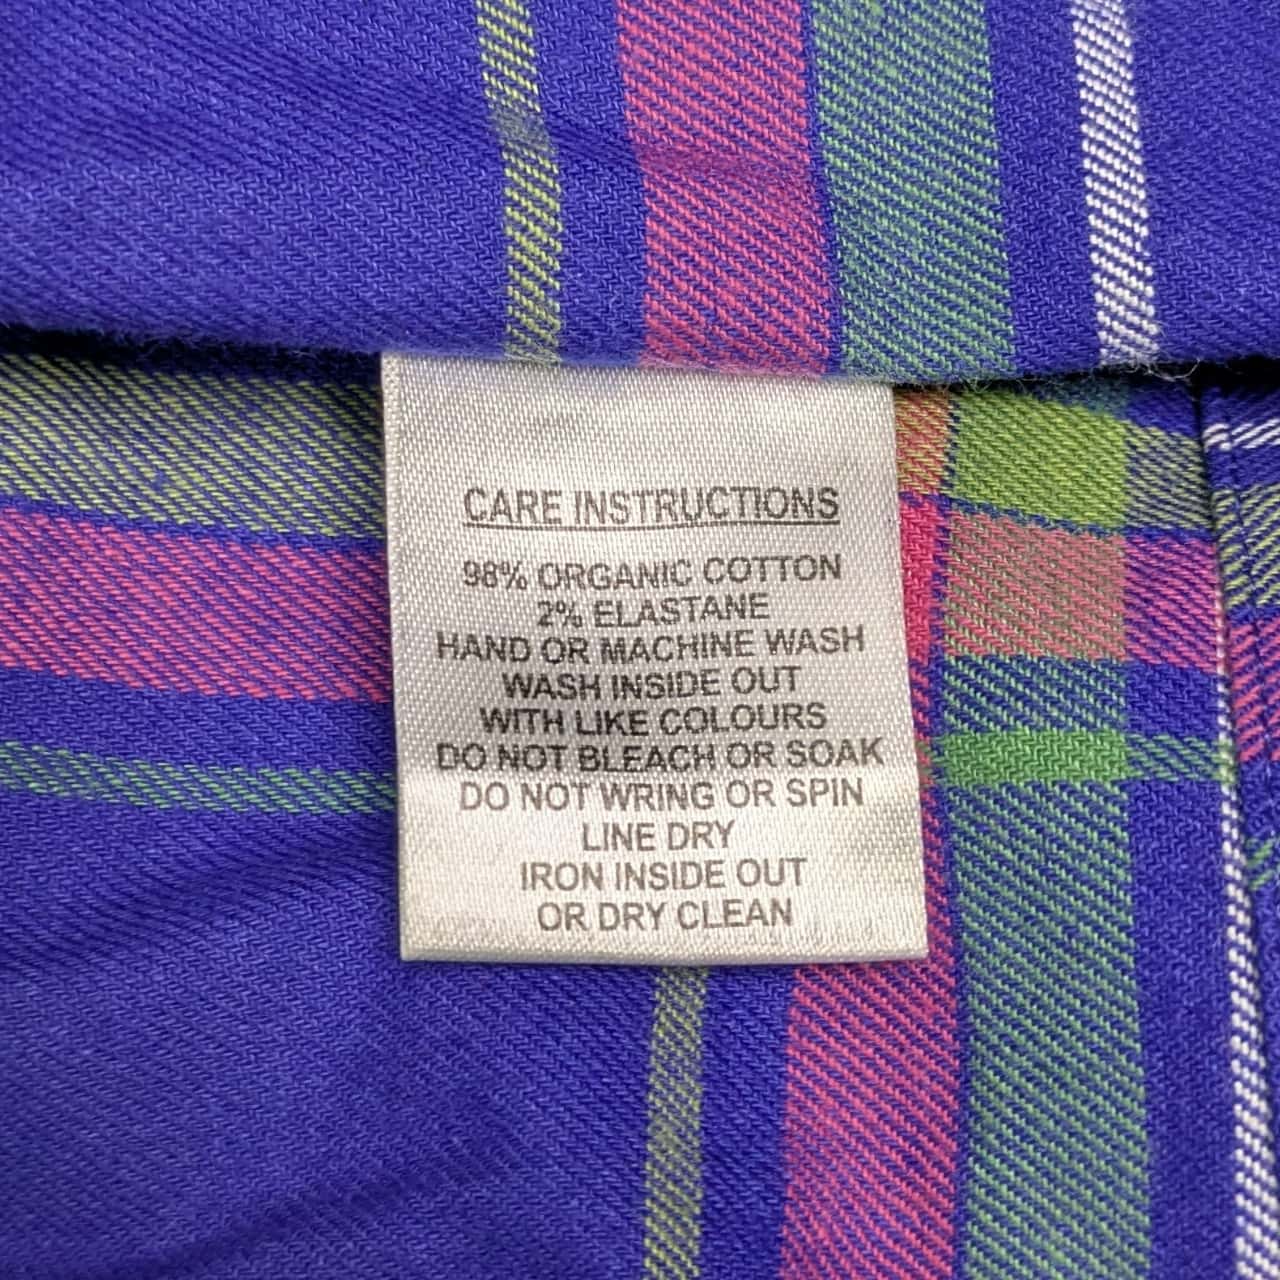 CARE INSTRUCTIONS
98% ORGANIC COTTON
2% ELASTANE
HAND OR MACHINE WASH
WASH INSIDE OUT
WITH LIKE COLOURS
DO NOT BLEACH OR SOAK
DO NOT WRING OR SPIN
LINE DRY
IRON INSIDE OUT
OR DRY CLEAN